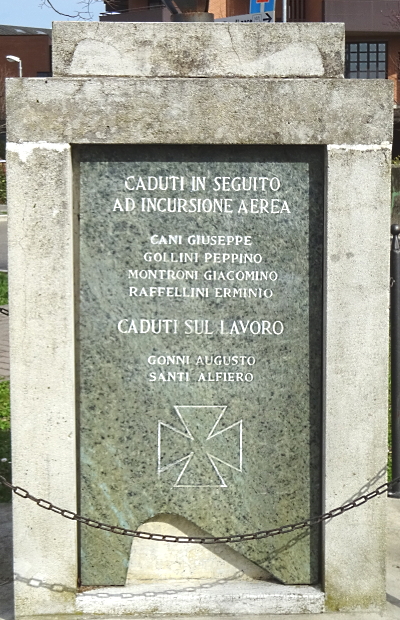 CADUTI IN SEGUITO
AD INCURSIONE AEREA
CANI GIUSEPPE
GOLLINI PEPPINO
MONTRONI GIACOMINO
RAFFELLINI ERMINIO
CADUTI SUL LAVORO
GONNI AUGUSTO
SANTI ALFIERO